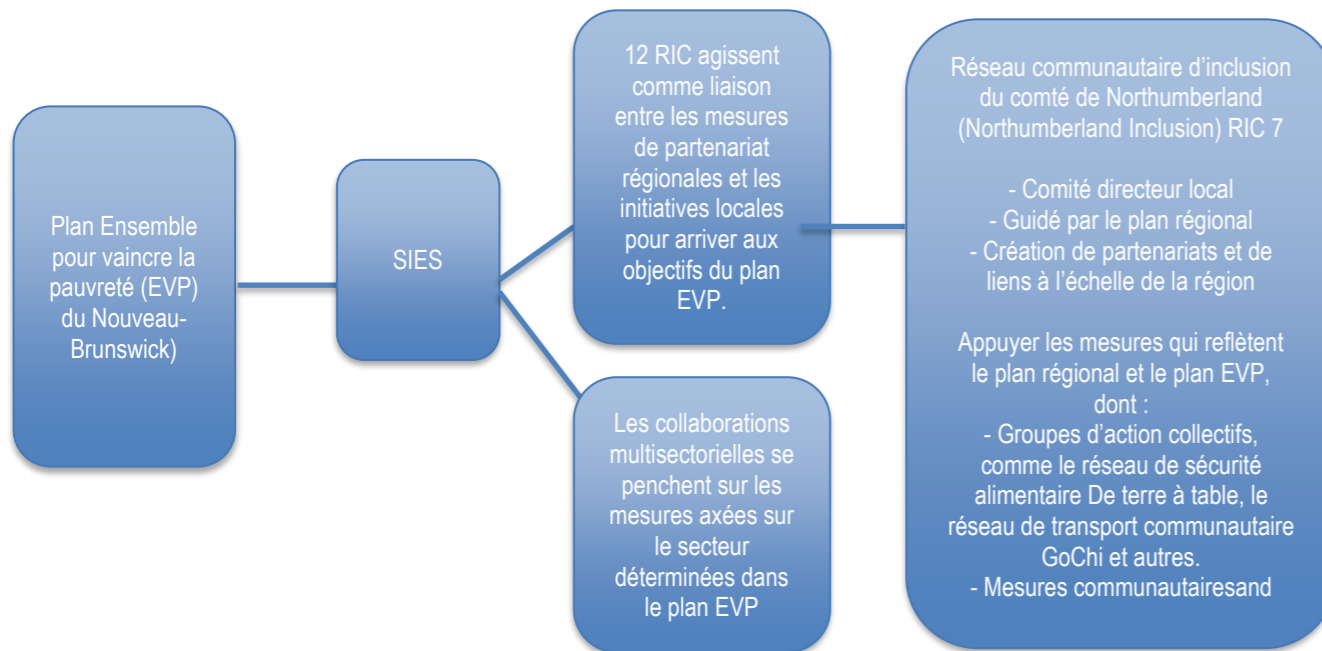 Plan Ensemble
pour vaincre la
pauvreté (EVP)
du Nouveau-
Brunswick)
SIES
12 RIC agissent
comme liaison
entre les mesures
de partenariat
régionales et les
initiatives locales
pour arriver aux
objectifs du plan
EVP.
Les collaborations
multisectorielles se
penchent sur les
mesures axées sur
le secteur
déterminées dans
le plan EVP
Réseau communautaire d’inclusion
du comté de Northumberland
(Northumberland Inclusion) RIC 7
- Comité directeur local
- Guidé par le plan régional
- Création de partenariats et de
liens à l’échelle de la région
Appuyer les mesures qui reflètent
le plan régional et le plan EVP,
dont :
- Groupes d’action collectifs,
comme le réseau de sécurité
alimentaire De terre à table, le
réseau de transport communautaire
GoChi et autres.
- Mesures communautairesand